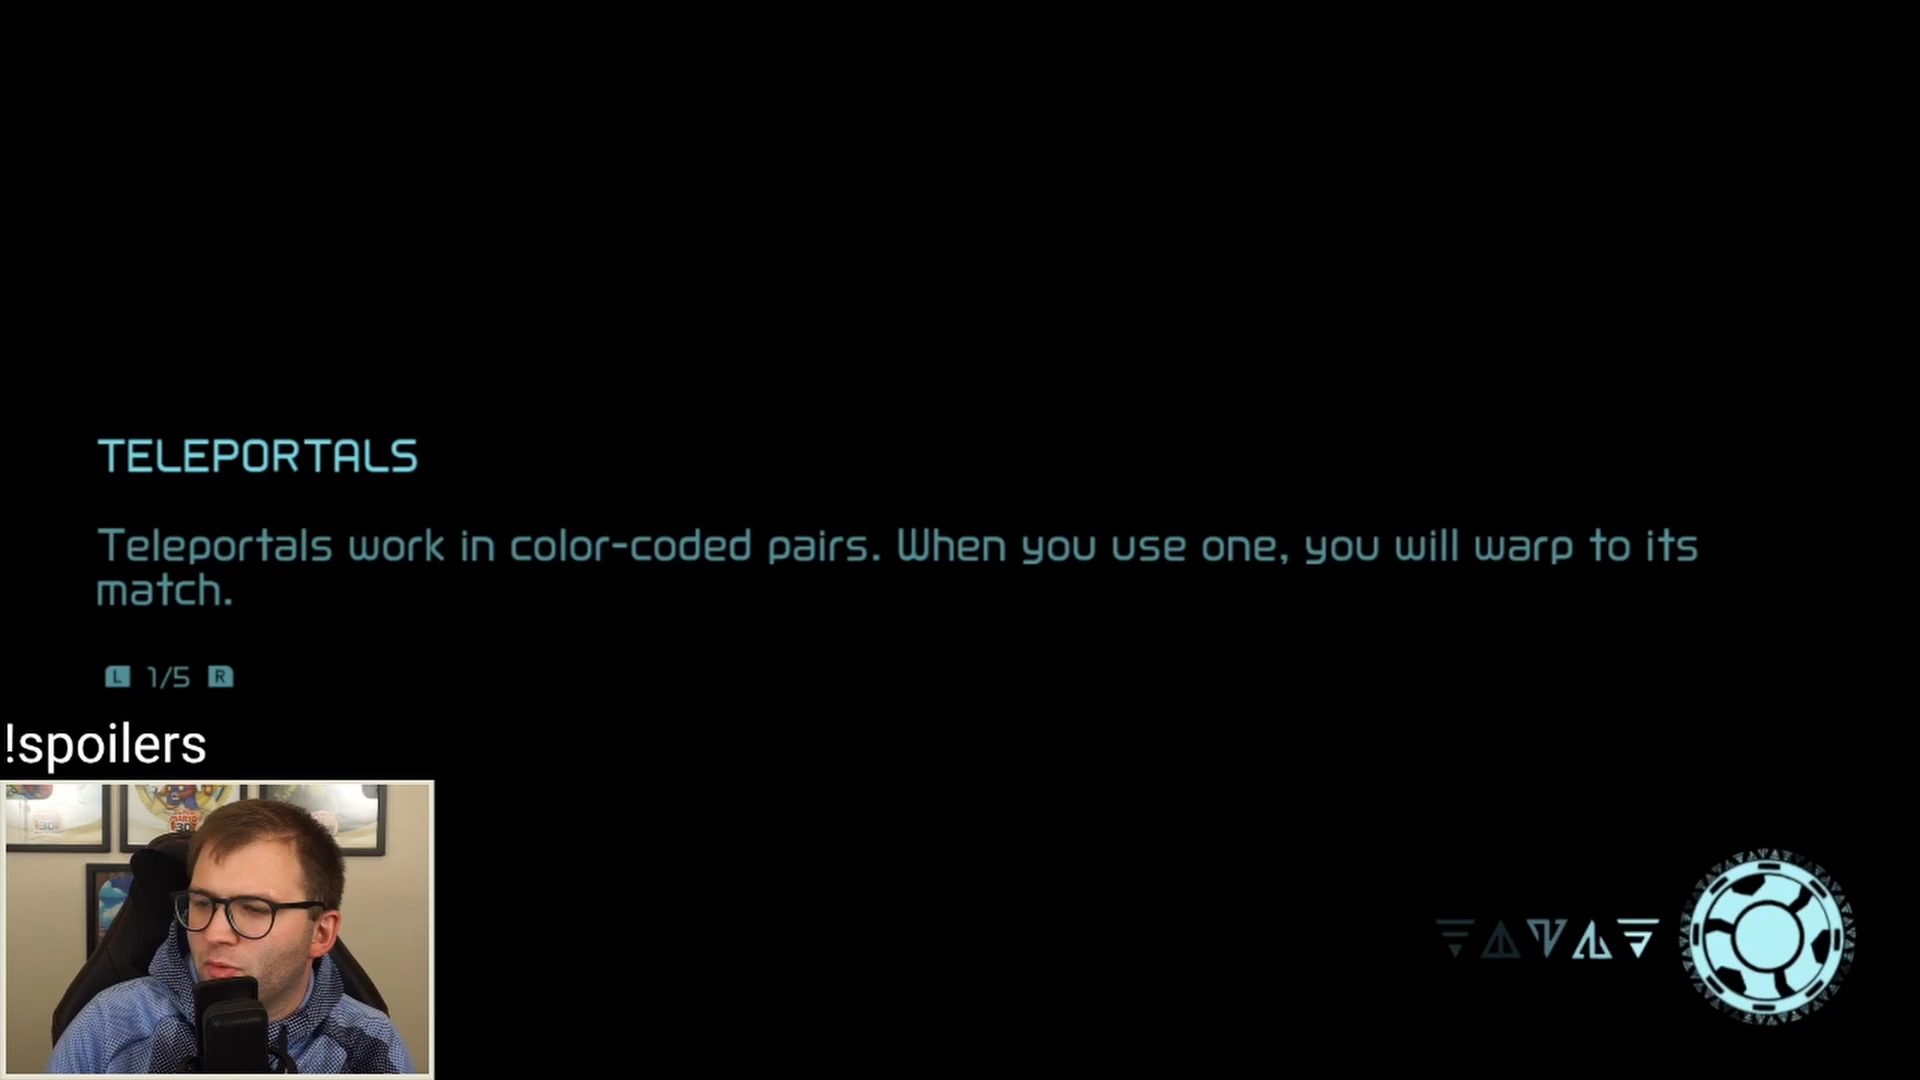 TELEPORTALS
Teleportals work in color-coded pairs. When you use one, you will warp to its
match.
L 1/5 R
!spoilers